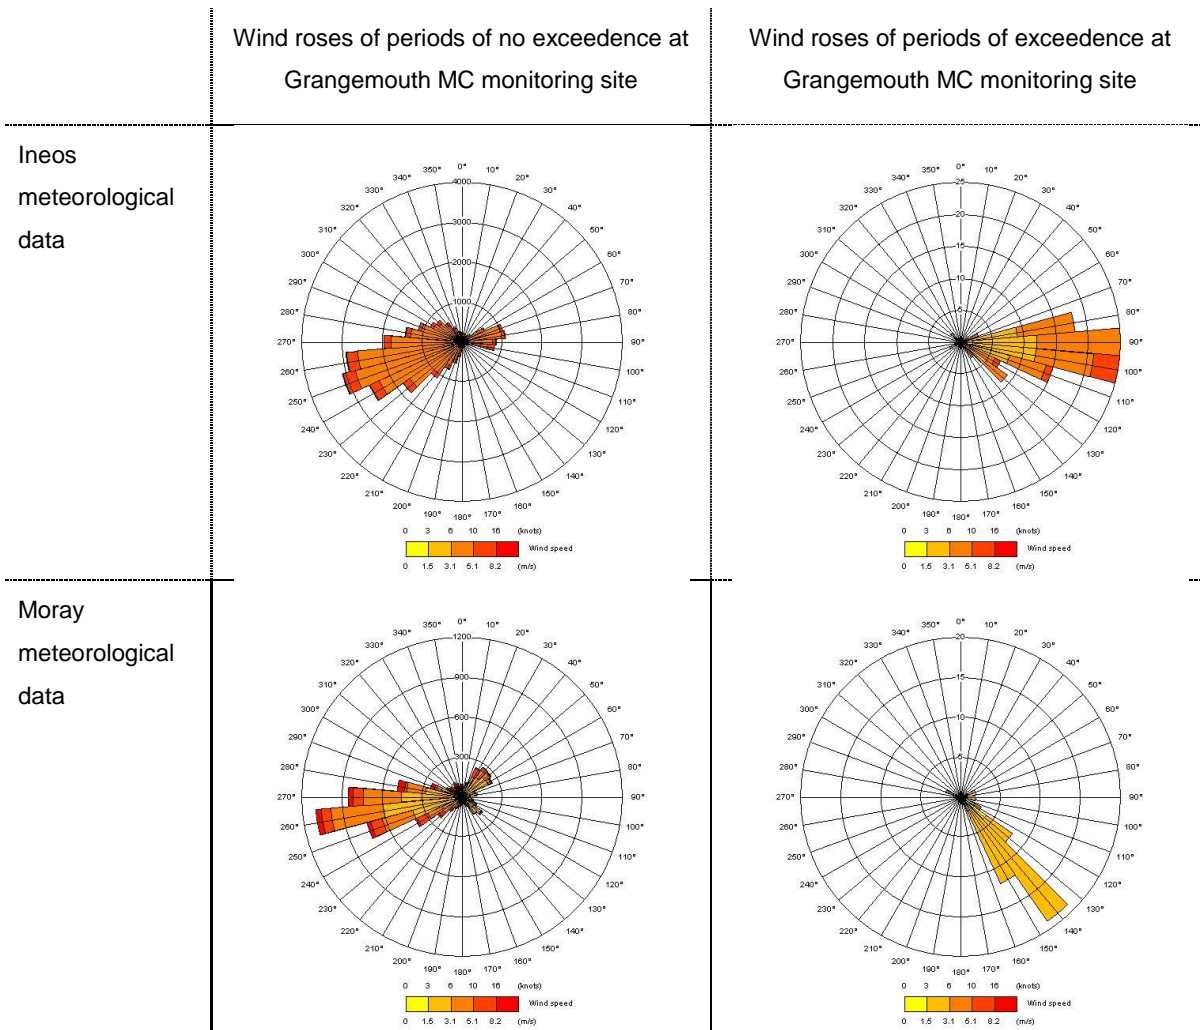 Wind roses of periods of no exceedence at
Grangemouth MC monitoring site
Wind roses of periods of exceedence at
Grangemouth MC monitoring site
Ineos
meteorological
data
350° 0° 10°
340° 20°
330° 30°
320° 40°
310° 50°
300° 60°
290° 70°
280° 80°
270° 90°
260° 100°
250° 110°
240° 120°
230° 130°
220° 140°
210° 150°
200° 160°
190° 180° 170°
4000
3000
2000
1000
0 3 6 10 16 (knots)
Wind speed
0 1.5 3.1 5.1 8.2 (m/s)
350° 0° 10°
340° 20°
330° 30°
320° 40°
310° 50°
300° 60°
290° 70°
280° 80°
270° 90°
260° 100°
250° 110°
240° 120°
230° 130°
220° 140°
210° 150°
200° 160°
190° 180° 170°
25
20
15
10
5
0 3 6 10 16 (knots)
Wind speed
0 1.5 3.1 5.1 8.2 (m/s)
Moray
meteorological
data
350° 0° 10°
340° 20°
330° 30°
320° 40°
310° 50°
300° 60°
290° 70°
280° 80°
270° 90°
260° 100°
250° 110°
240° 120°
230° 130°
220° 140°
210° 150°
200° 160°
190° 180° 170°
1200
900
600
300
0 3 6 10 16 (knots)
Wind speed
0 1.5 3.1 5.1 8.2 (m/s)
350° 0° 10°
340° 20°
330° 30°
320° 40°
310° 50°
300° 60°
290° 70°
280° 80°
270° 90°
260° 100°
250° 110°
240° 120°
230° 130°
220° 140°
210° 150°
200° 160°
190° 180° 170°
20
15
10
5
0 3 6 10 16 (knots)
Wind speed
0 1.5 3.1 5.1 8.2 (m/s)